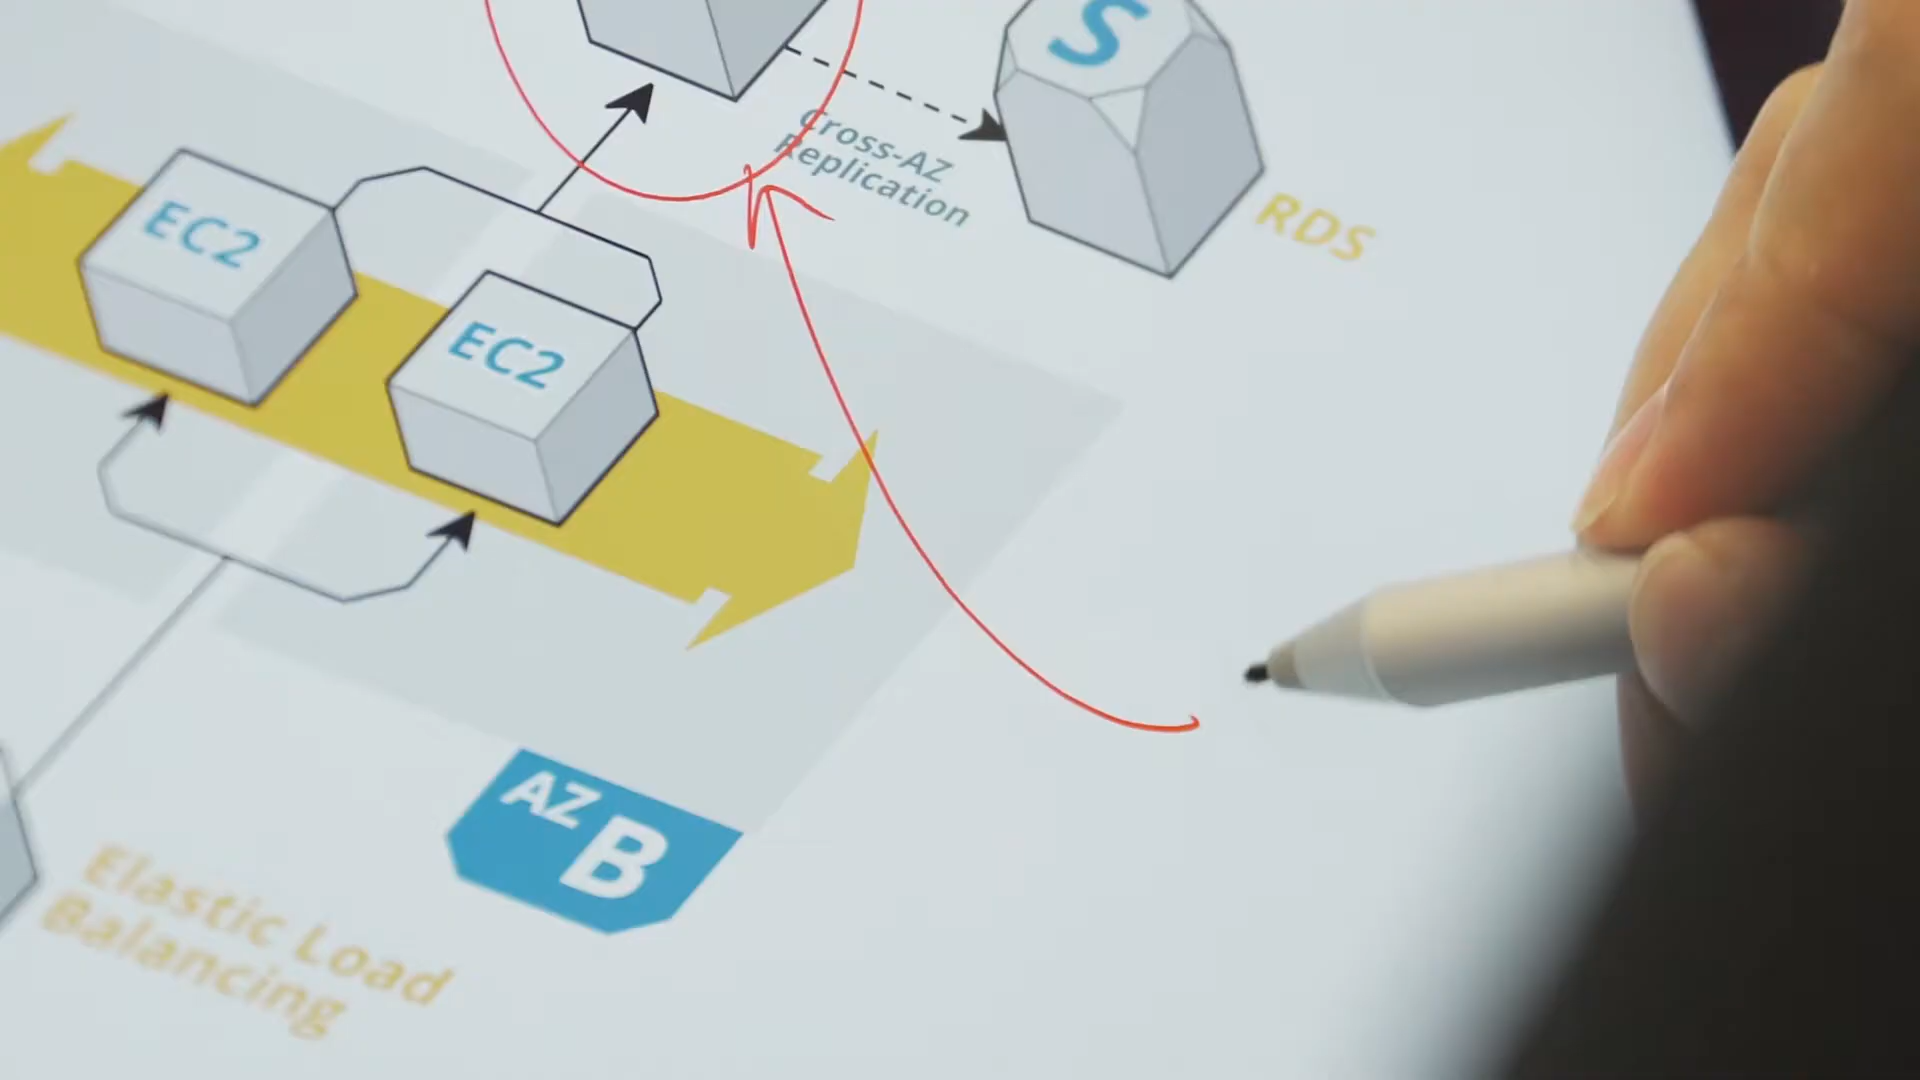 S
Cross-AZ
Replication
RDS
EC2
EC2
AZ
B
Elastic Load
Balancing